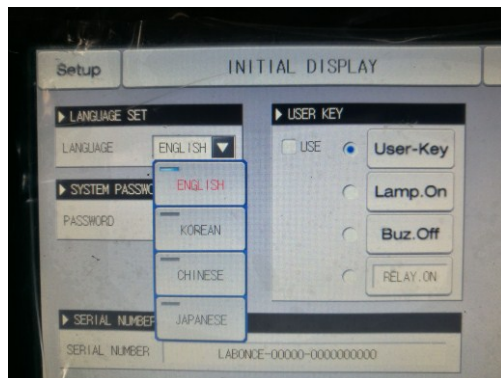 Setup
INITIAL DISPLAY
LANGUAGE SET
USER KEY
LANGUAGE
ENGLISH
USE
User-Key
ENGLISH
SYSTEM
Lamp.On
PASSWORD
KOREAN
Buz.Off
CHINESE
RELAY.ON
SERIAL NUMBER
JAPANESE
SERIAL NUMBER
LABONCE-00000-0000000000